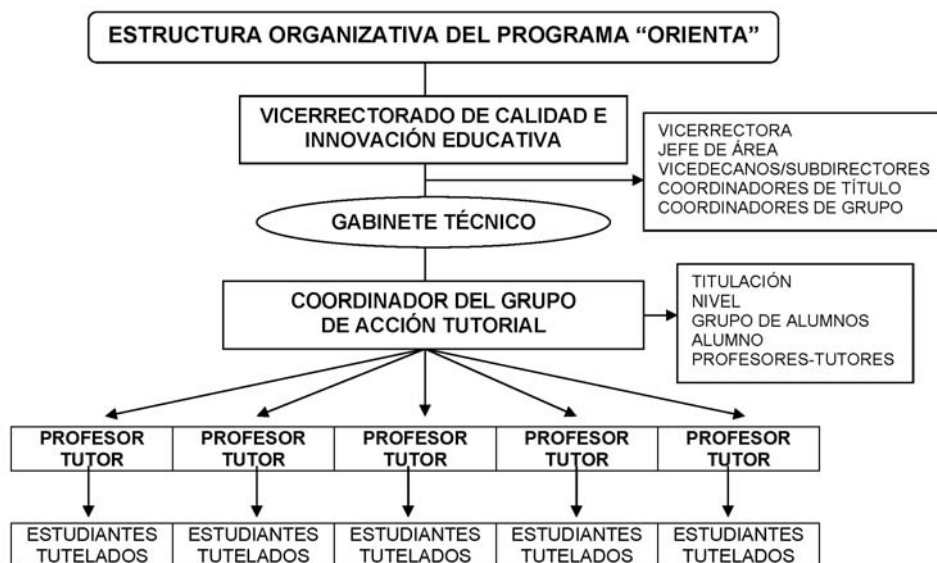 ESTRUCTURA ORGANIZATIVA DEL PROGRAMA “ORIENTA”
VICERRECTORADO DE CALIDAD E
INNOVACIÓN EDUCATIVA
VICERRECTORA
JEFE DE ÁREA
VICEDECANOS/SUBDIRECTORES
COORDINADORES DE TÍTULO
COORDINADORES DE GRUPO
GABINETE TÉCNICO
COORDINADOR DEL GRUPO
DE ACCIÓN TUTORIAL
TITULACIÓN
NIVEL
GRUPO DE ALUMNOS
ALUMNO
PROFESORES-TUTORES
PROFESOR
TUTOR
PROFESOR
TUTOR
PROFESOR
TUTOR
PROFESOR
TUTOR
PROFESOR
TUTOR
ESTUDIANTES
TUTELADOS
ESTUDIANTES
TUTELADOS
ESTUDIANTES
TUTELADOS
ESTUDIANTES
TUTELADOS
ESTUDIANTES
TUTELADOS